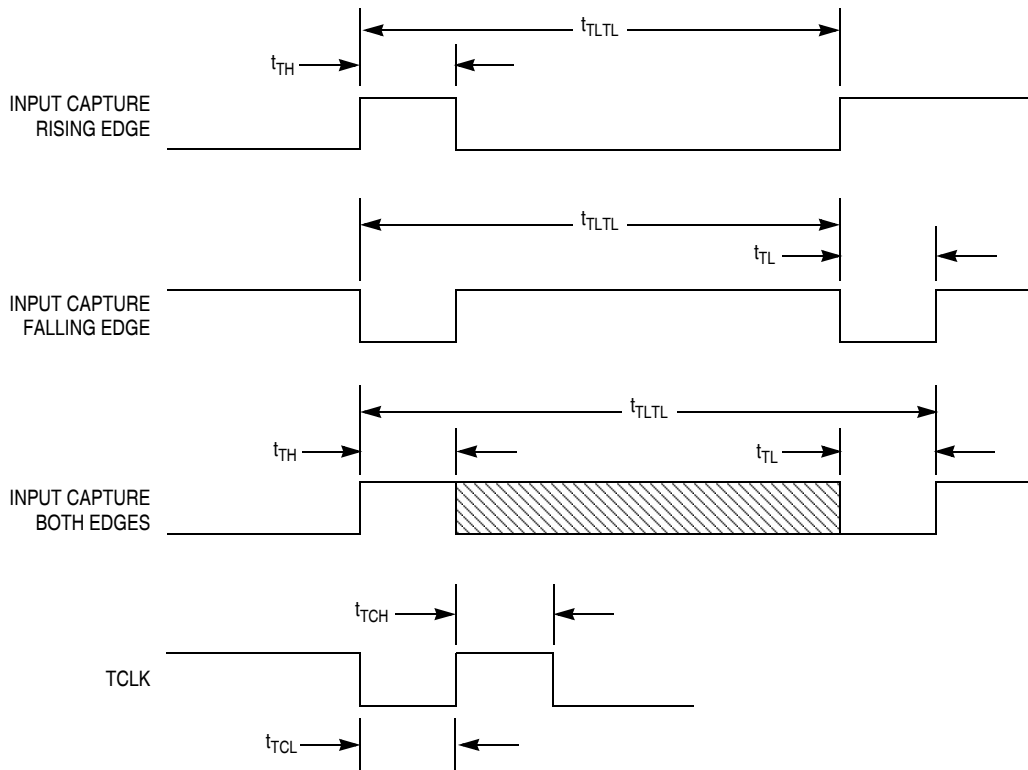 tTLTL
tTH
INPUT CAPTURE
RISING EDGE
tTLTL
tTL
INPUT CAPTURE
FALLING EDGE
tTLTL
tTH
tTL
INPUT CAPTURE
BOTH EDGES
tTCH
TCLK
tTCL